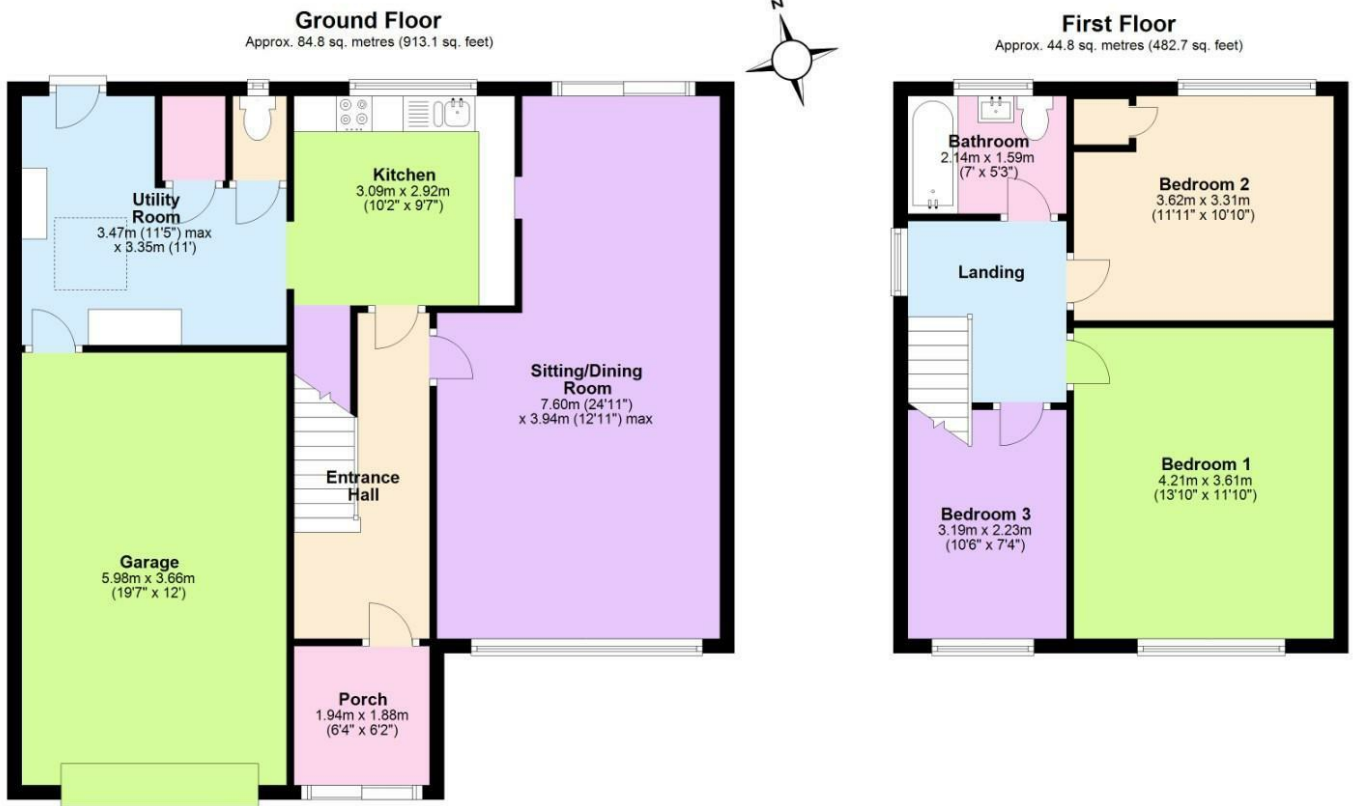 Ground Floor
Approx. 84.8 sq. metres (913.1 sq. feet)
Utility
Room
3.47m (11'5") max
x 3.35m (11')
Kitchen
3.09m x 2.92m
(10'2" x 9'7")
Sitting/Dining
Room
7.60m (24'11")
x 3.94m (12'11") max
Entrance
Hall
Garage
5.98m x 3.66m
(19'7" x 12')
Porch
1.94m x 1.88m
(6'4" x 6'2")
N
First Floor
Approx. 44.8 sq. metres (482.7 sq. feet)
Bathroom
2.14m x 1.59m
(7' x 5'3")
Bedroom 2
3.62m x 3.31m
(11'11" x 10'10")
Landing
Bedroom 1
4.21m x 3.61m
(13'10" x 11'10")
Bedroom 3
3.19m x 2.23m
(10'6" x 7'4")